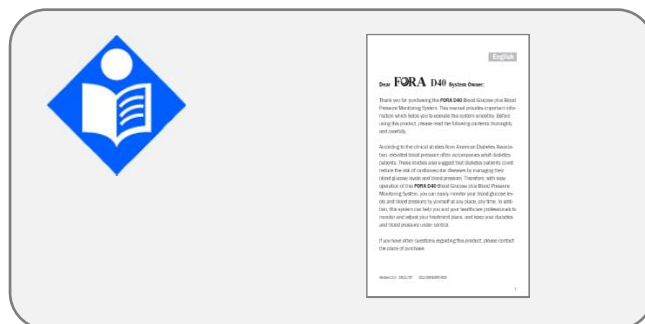 English
Dear FORA D40 System Owner:
Thank you for purchasing the FORA D40 Blood Glucose plus Blood
Pressure Monitoring System. This manual provides important infor-
mation which helps you to operate this system smoothly. Before
using this product, please read the following contents thoroughly
and carefully.
According to the clinical studies from American Diabetes Associa-
tion, elevated blood pressure often accompanies adult diabetes
patients. These studies also suggest that diabetes patients could
reduce the risk of cardiovascular diseases by managing their
blood glucose levels and blood pressure. Therefore, with easy
operation of this FORA D40 Blood Glucose plus Blood Pressure
Monitoring System, you can easily monitor your blood glucose lev-
els and blood pressure by yourself at any place, any time. In addi-
tion, this system can help you and your healthcare professionals to
monitor and adjust your treatment plans, and keep your diabetes
and blood pressure under control.
If you have other questions regarding this product, please contact
the place of purchase.
1